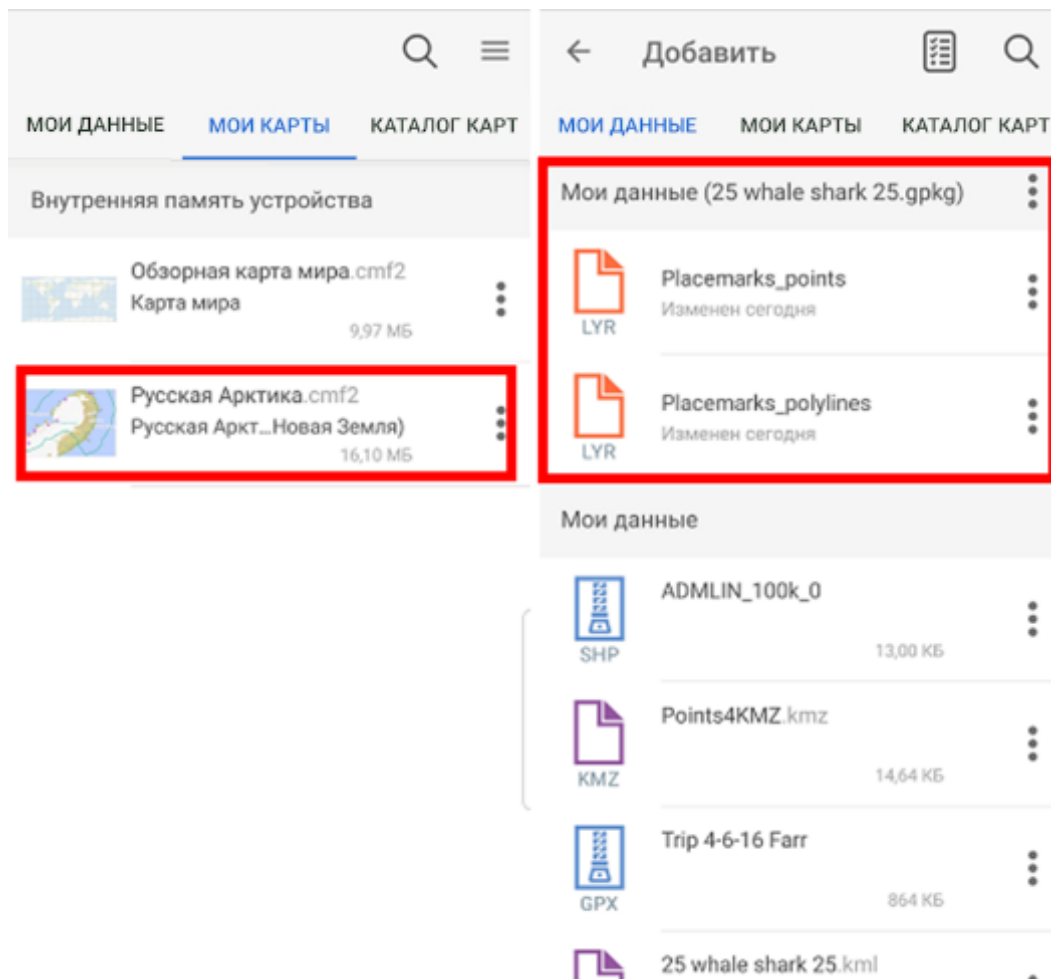 МОИ ДАННЫЕ МОИ КАРТЫ КАТАЛОГ КАРТ
Внутренняя память устройства
Обзорная карта мира.cmf2
Карта мира
9,97 МБ
Русская Арктика.cmf2
Русская Аркт...Новая Земля)
16,10 МБ
Добавить
МОИ ДАННЫЕ МОИ КАРТЫ КАТАЛОГ КАРТ
Мои данные (25 whale shark 25.gpkg)
Placemarks_points
Изменен сегодня
LYR
Placemarks_polylines
Изменен сегодня
LYR
Мои данные
ADMLIN_100k_0
SHP
13,00 КБ
Points4KMZ.kmz
KMZ
14,64 КБ
Trip 4-6-16 Farr
GPX
864 КБ
25 whale shark 25.kml